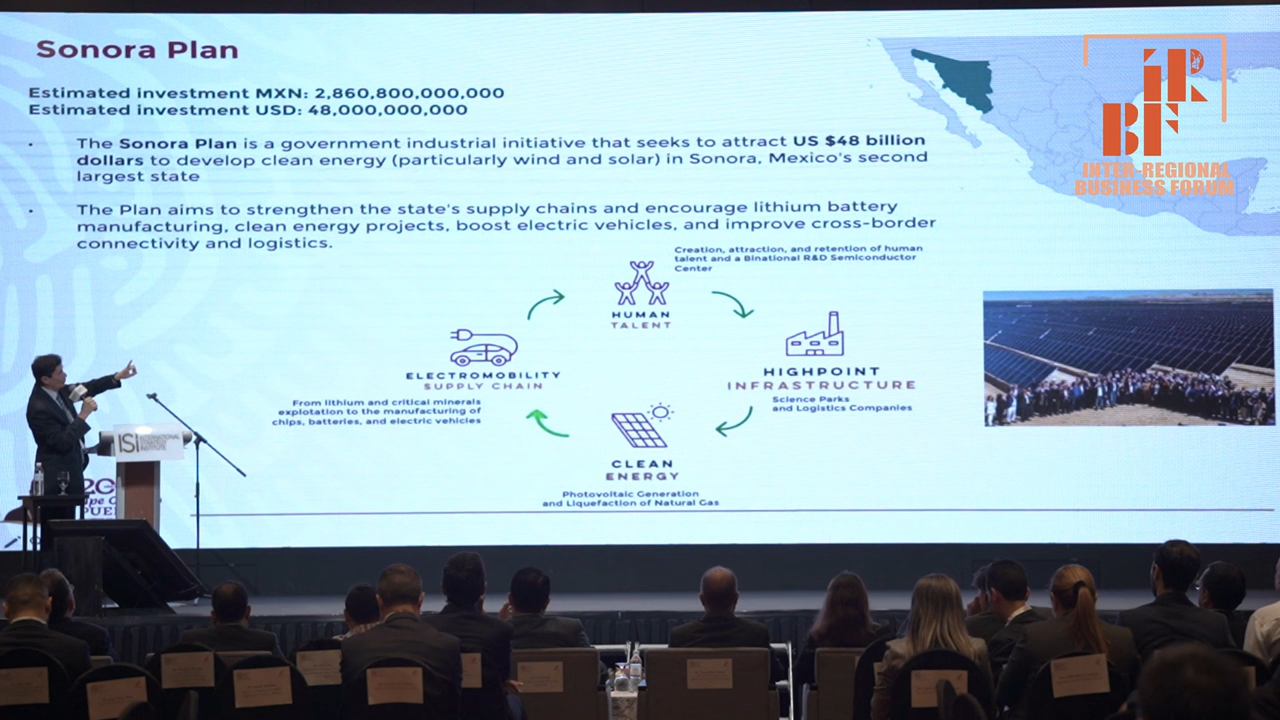 Sonora Plan
Estimated investment MXN: 2,860,800,000,000
Estimated investment USD: 48,000,000,000
• The Sonora Plan is a government industrial initiative that seeks to attract US $48 billion
dollars to develop clean energy (particularly wind and solar) in Sonora, Mexico's second
largest state
• The Plan aims to strengthen the state's supply chains and encourage lithium battery
manufacturing, clean energy projects, boost electric vehicles, and improve cross-border
connectivity and logistics.
iR
BF
INTER-REGIONAL
BUSINESS FORUM
Creation, attraction, and retention of human
talent and a Binational R&D Semiconductor
Center
HUMAN
TALENT
HIGHPOINT
INFRASTRUCTURE
Science Parks
and Logistics Companies
CLEAN
ENERGY
Photovoltaic Generation
and Liquefaction of Natural Gas
ELECTROMOBILITY
SUPPLY CHAIN
From lithium and critical minerals
explotation to the manufacturing of
chips, batteries, and electric vehicles
ISI
INSTITUTE